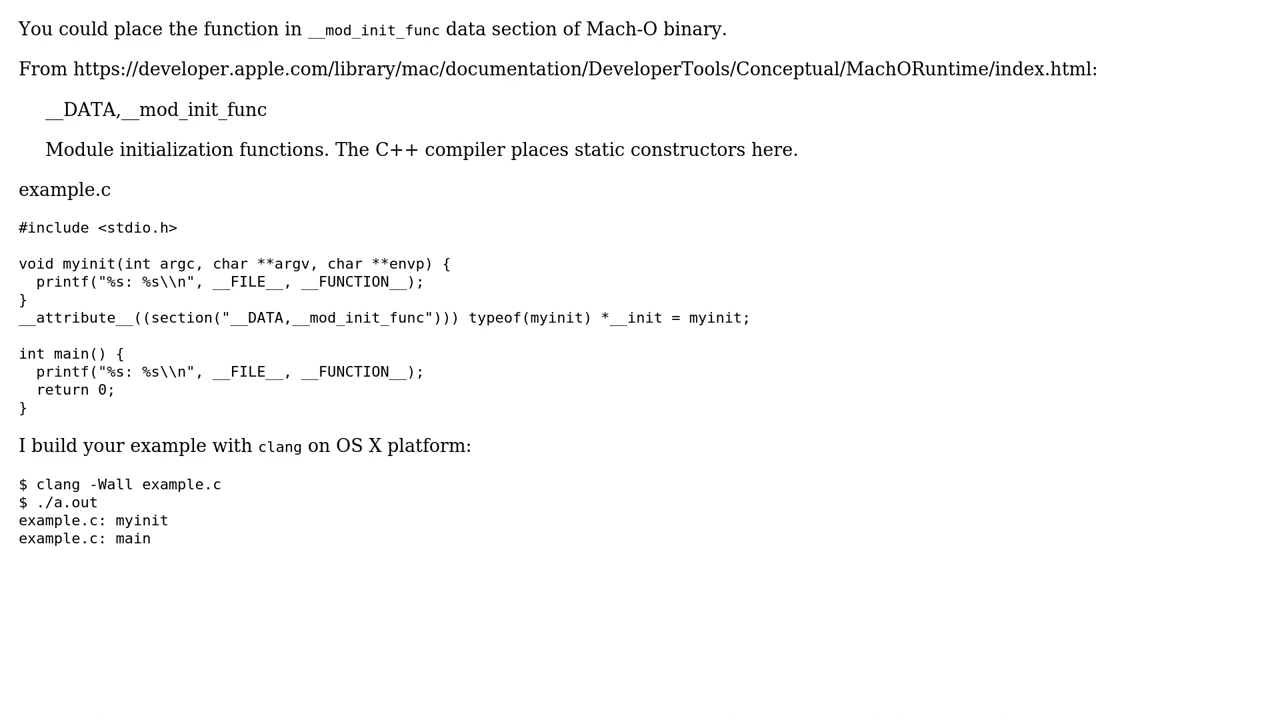 You could place the function in __mod_init_func data section of Mach-O binary.
From https://developer.apple.com/library/mac/documentation/DeveloperTools/Conceptual/MachORuntime/index.html:
__DATA,__mod_init_func
Module initialization functions. The C++ compiler places static constructors here.
example.c
#include <stdio.h>
void myinit(int argc, char **argv, char **envp) {
  printf("%s: %s\\n", __FILE__, __FUNCTION__);
}
__attribute__((section("__DATA,__mod_init_func"))) typeof(myinit) *__init = myinit;
int main() {
  printf("%s: %s\\n", __FILE__, __FUNCTION__);
  return 0;
}
I build your example with clang on OS X platform:
$ clang -Wall example.c
$ ./a.out
example.c: myinit
example.c: main